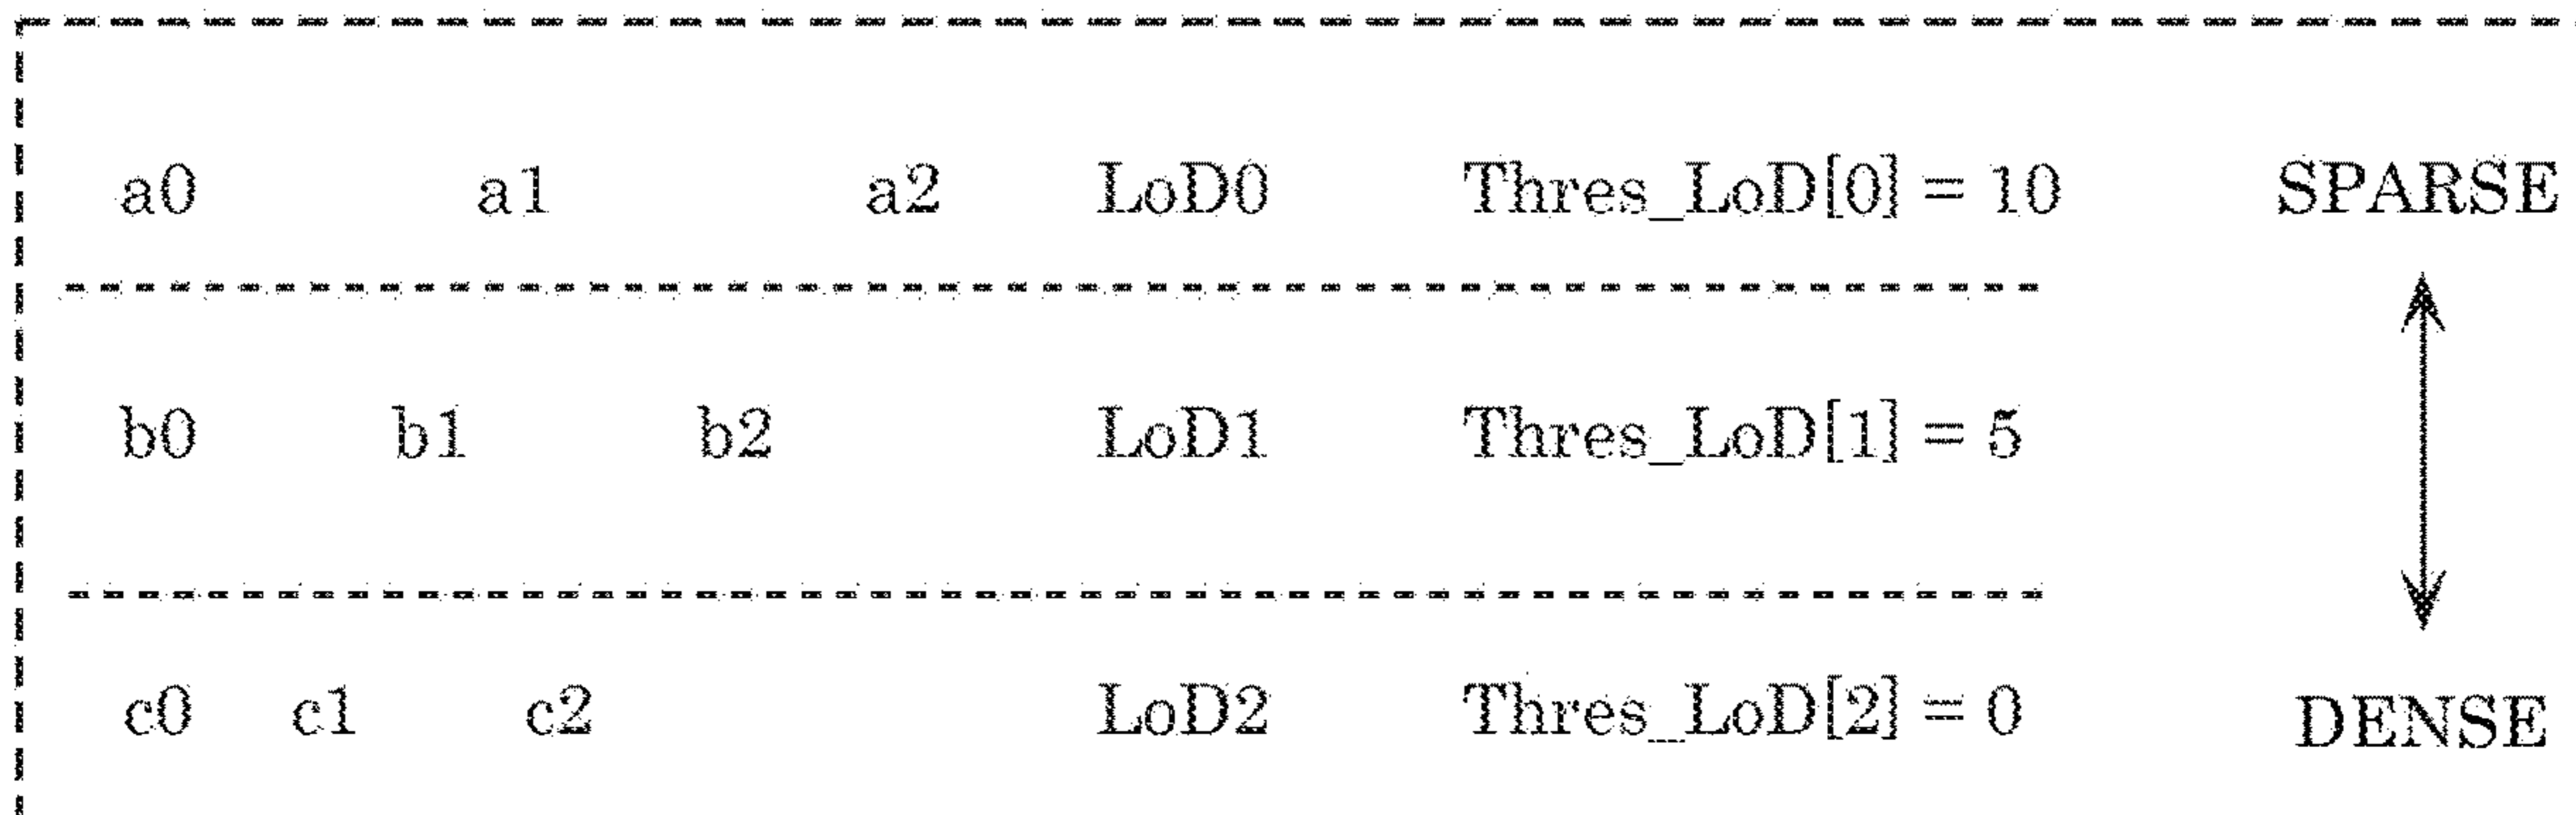 a0 a1 a2 LoD0 Thres_LoD[0] = 10 SPARSE
b0 b1 b2 LoD1 Thres_LoD[1] = 5
c0 c1 c2 LoD2 Thres_LoD[2] = 0 DENSE